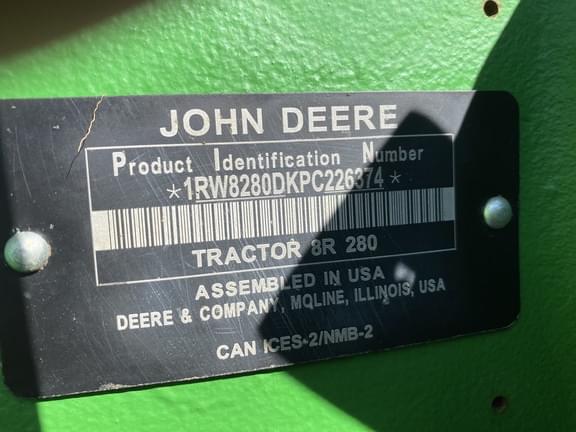 JOHN DEERE
Product Identification Number
*1RW8280DKPC226374*
TRACTOR 8R 280
ASSEMBLED IN USA
DEERE & COMPANY, MOLINE, ILLINOIS, USA
CAN ICES-2/NMB-2